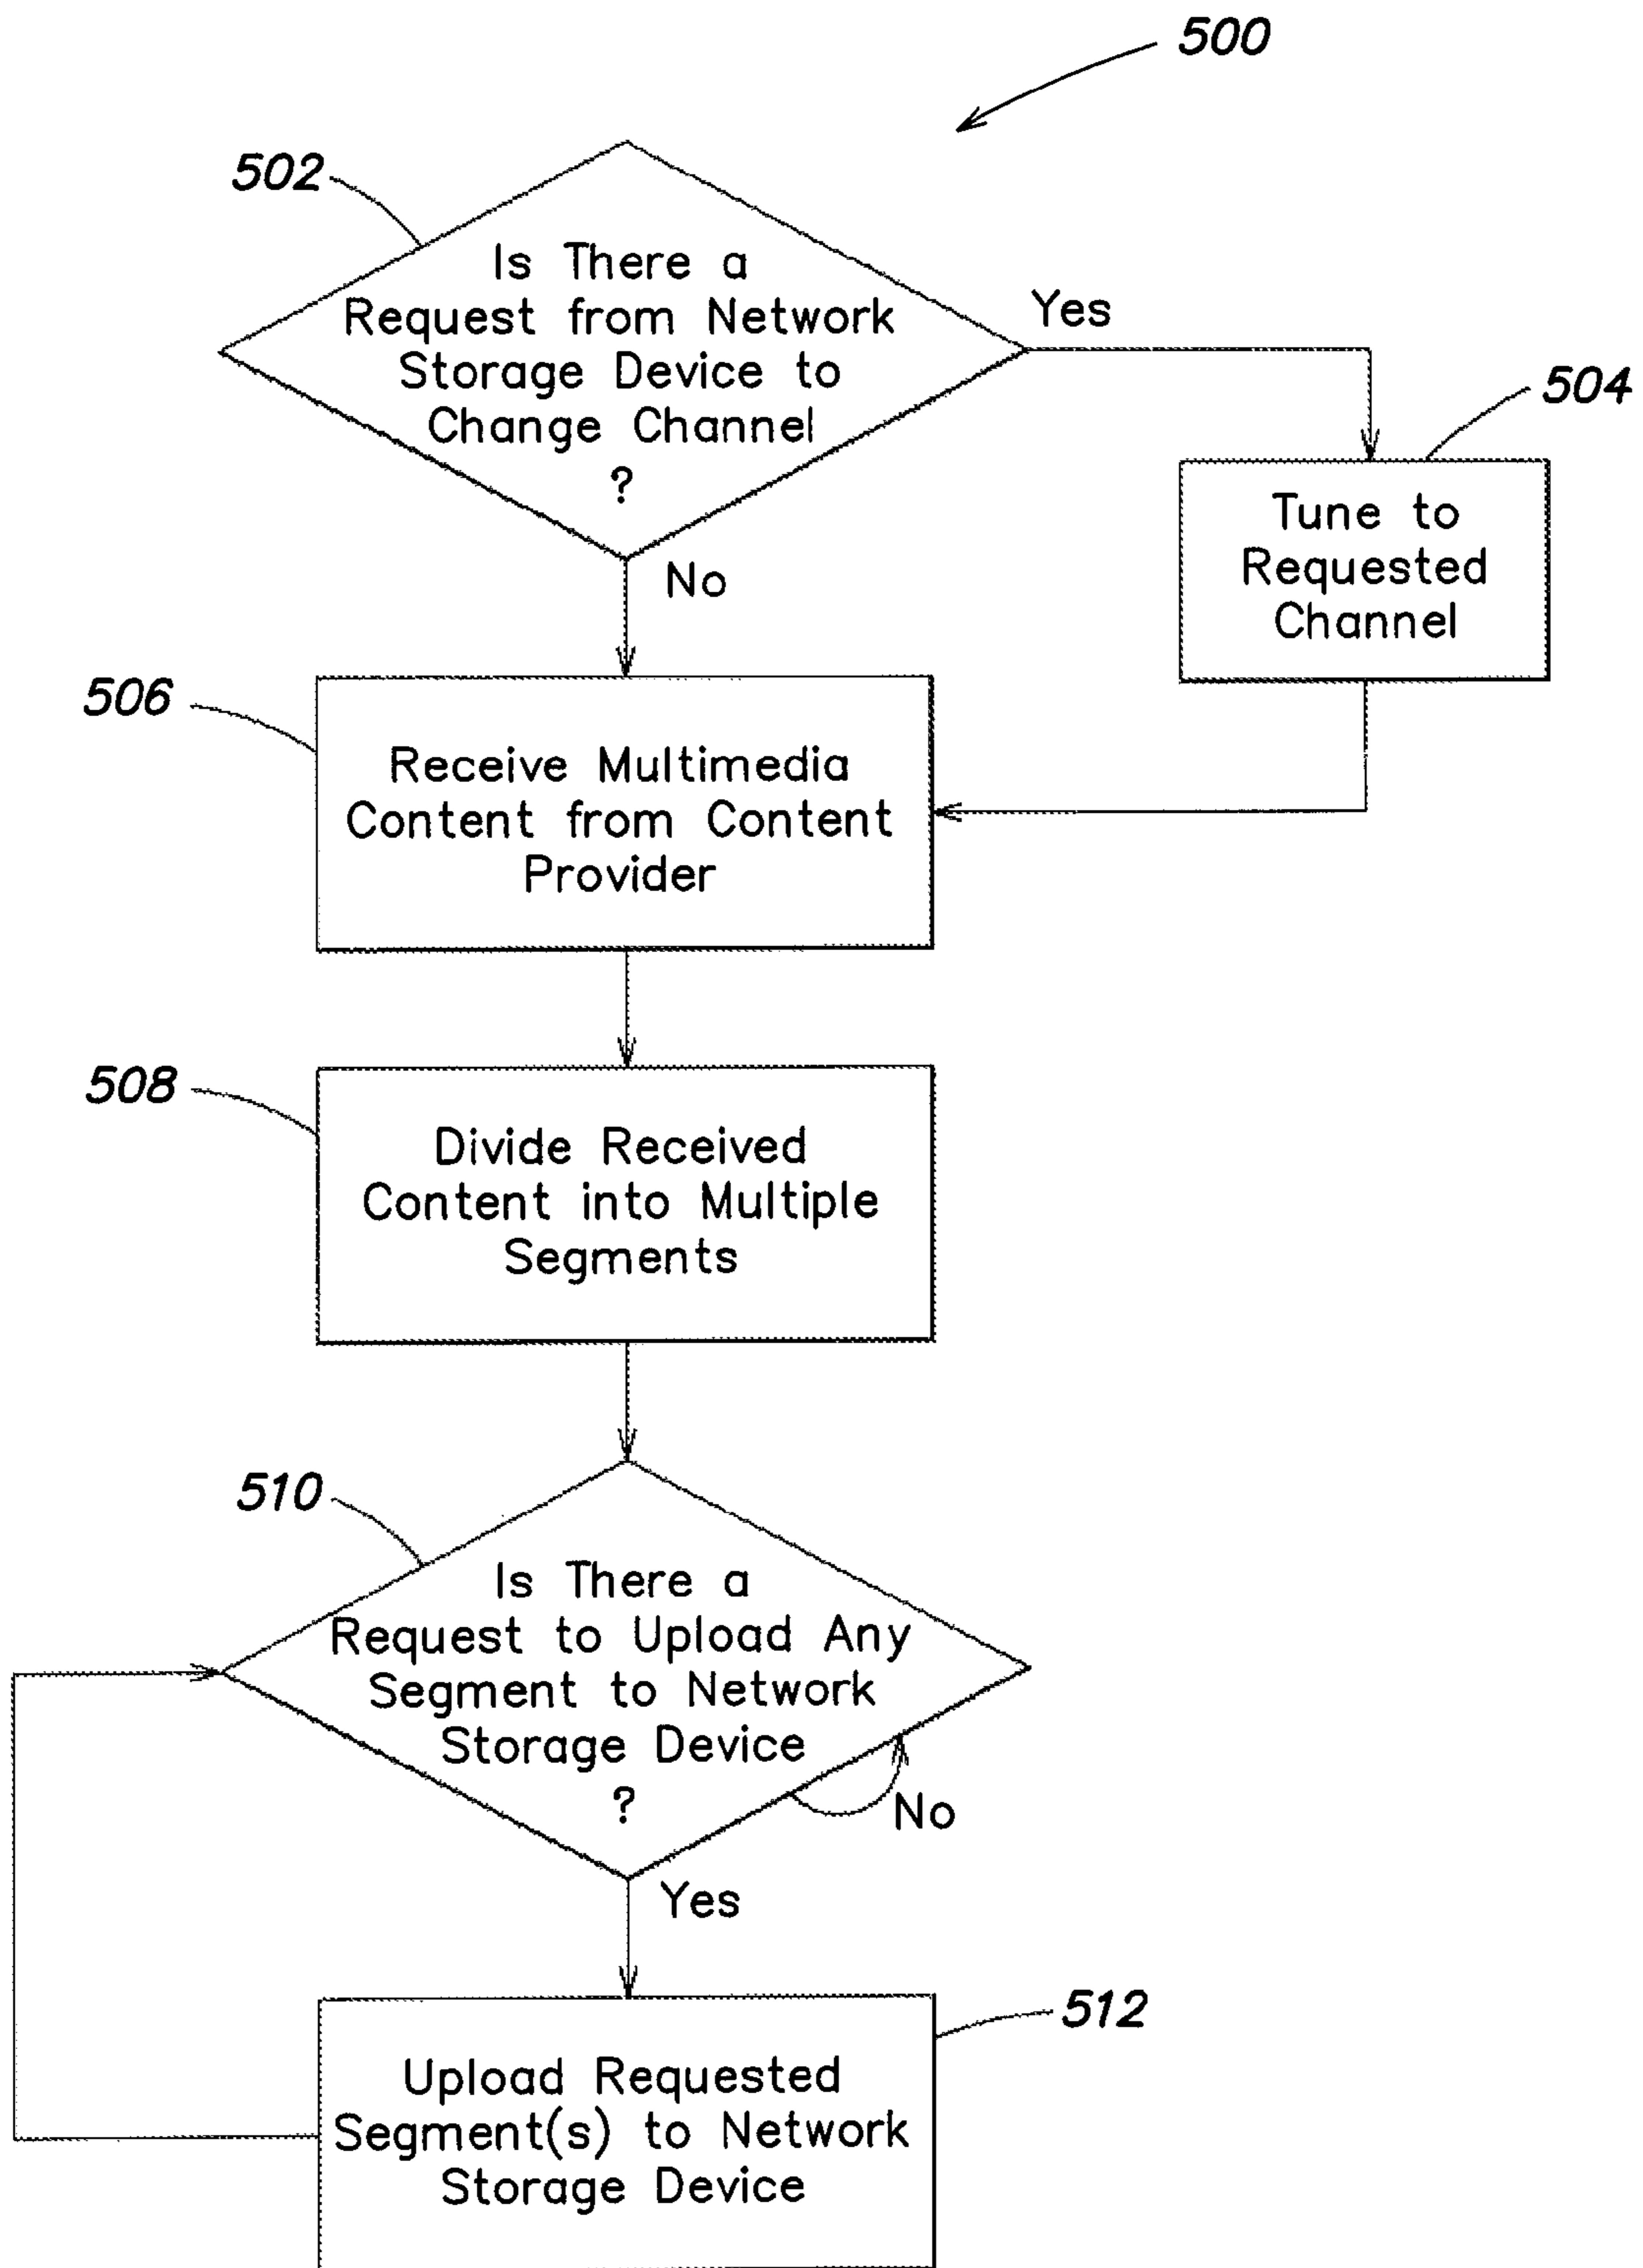 500
502
Is There a
Request from Network
Storage Device to
Change Channel
?
Yes
504
Tune to
Requested
Channel
No
506
Receive Multimedia
Content from Content
Provider
508
Divide Received
Content into Multiple
Segments
510
Is There a
Request to Upload Any
Segment to Network
Storage Device
?
No
Yes
512
Upload Requested
Segment(s) to Network
Storage Device